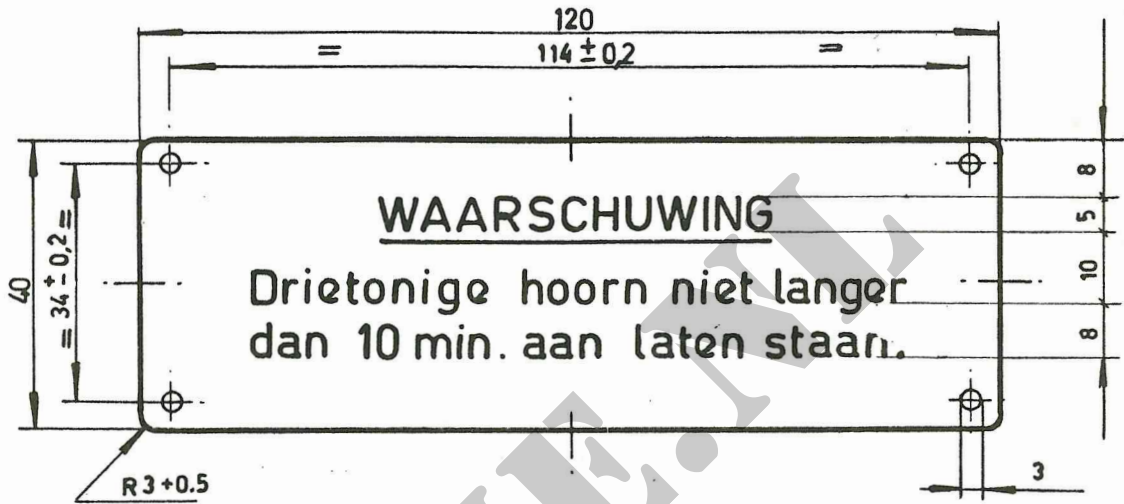 120
= 114 ± 0,2 =
8
WAARSCHUWING
5
40
= 34 ± 0,2 =
Drietonige hoorn niet langer
10
dan 10 min. aan laten staan.
8
R 3 +0.5
3
E.NL